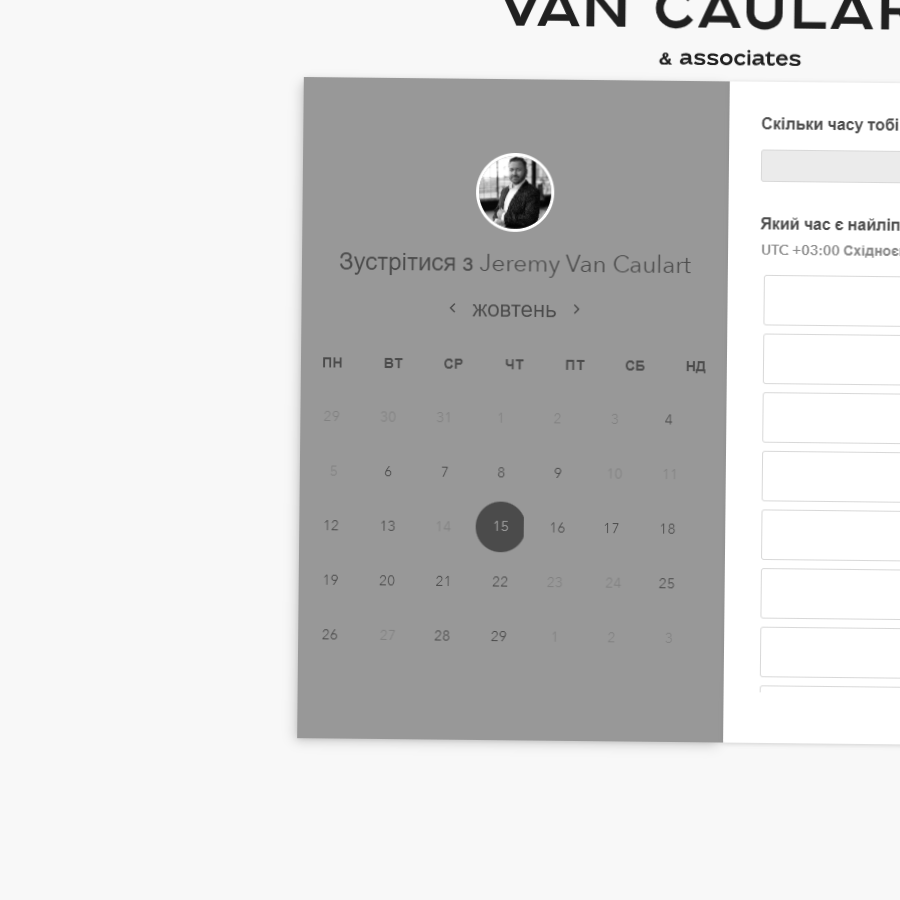 VAN CAULAR
& associates
Зустрітися з Jeremy Van Caulart
жовтень
ПН ВТ СР ЧТ ПТ СБ НД
29 30 31 1 2 3 4
5 6 7 8 9 10 11
12 13 14 15 16 17 18
19 20 21 22 23 24 25
26 27 28 29 1 2 3
Скільки часу тобі
Який час є найліп
UTC +03:00 Східноє